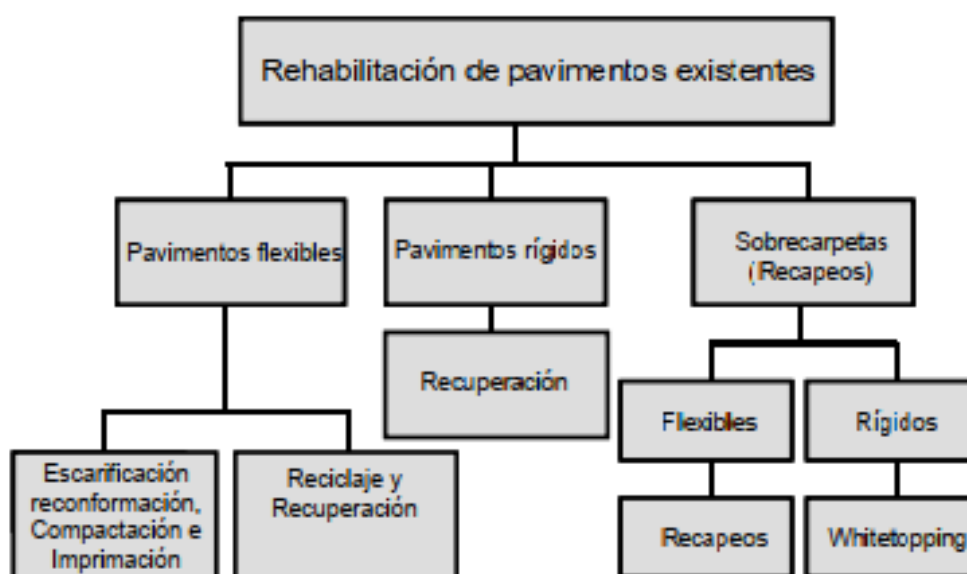 Rehabilitación de pavimentos existentes
Pavimentos flexibles
Pavimentos rígidos
Sobrecarpetas
(Recapeos)
Recuperación
Flexibles
Rígidos
Escarificación
reconformación,
Compactación e
Imprimación
Reciclaje y
Recuperación
Recapeos
Whitetopping